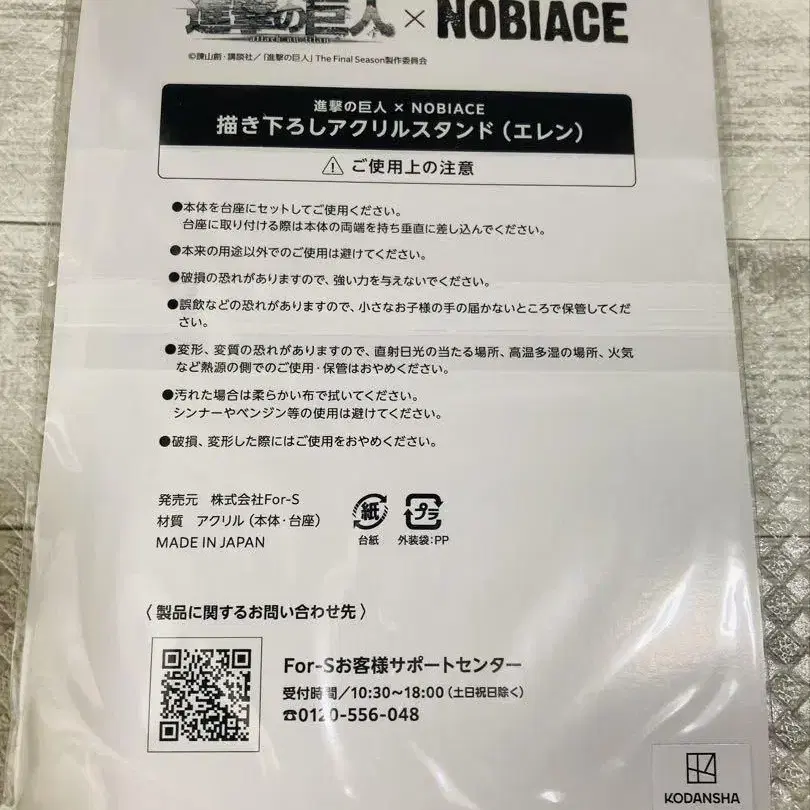 進撃の巨人 × NOBIACE
attack on titan
©諫山創・講談社/「進撃の巨人」The Final Season製作委員会
進撃の巨人 × NOBIACE
描き下ろしアクリルスタンド(エレン)
⚠ ご使用上の注意
●本体を台座にセットしてご使用ください。
台座に取り付ける際は本体の両端を持ち垂直に差し込んでください。
●本来の用途以外でのご使用は避けてください。
●破損の恐れがありますので、強い力を与えないでください。
●誤飲などの恐れがありますので、小さなお子様の手の届かないところで保管してくだ
さい。
●変形、変質の恐れがありますので、直射日光の当たる場所、高温多湿の場所、火気
など熱源の側でのご使用・保管はおやめください。
●汚れた場合は柔らかい布で拭いてください。
シンナーやベンジン等の使用は避けてください。
●破損、変形した際にはご使用をおやめください。
発売元 株式会社For-S
材質 アクリル(本体・台座)
MADE IN JAPAN
紙
台紙
プラ
外装袋:PP
〈 製品に関するお問い合わせ先 〉
For-Sお客様サポートセンター
受付時間/10:30~18:00(土日祝日除く)
☎0120-556-048
KODANSHA